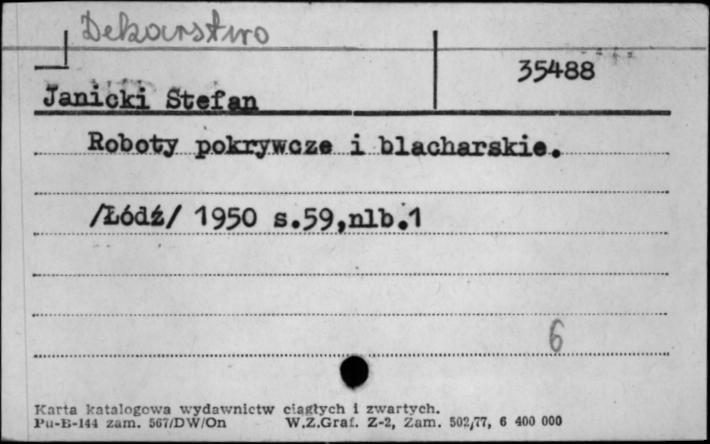 Dekarstwo
35488
Janicki Stefan
Roboty pokrywcze i blacharskie.
/Łódź/ 1950 s.59,nlb.1
6
Karta katalogowa wydawnictw ciągłych i zwartych.
Pu-B-144 zam. 567/DW/On W.Z.Graf. Z-2, Zam. 502/77, 6 400 000